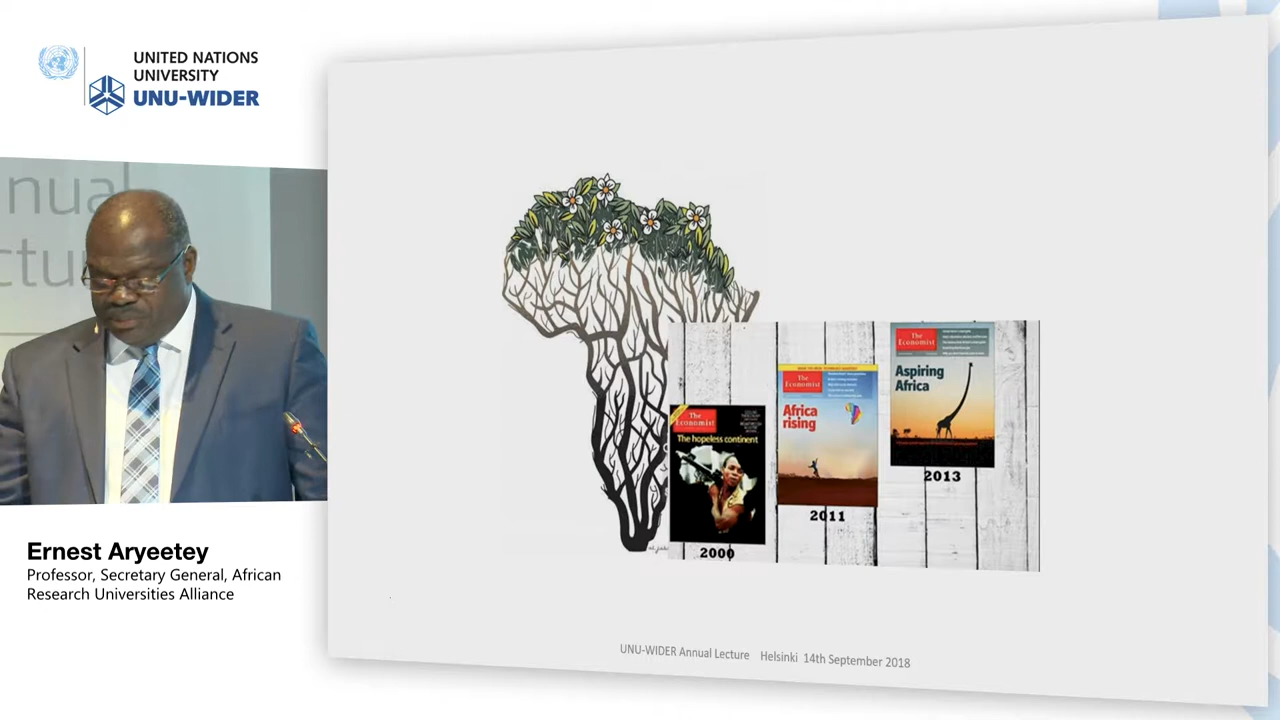 UNITED NATIONS
UNIVERSITY
UNU-WIDER
nual
ctu
Ernest Aryeetey
Professor, Secretary General, African
Research Universities Alliance
The
Economist
The hopeless continent
2000
The
Economist
Africa
rising
2011
The
Economist
Aspiring
Africa
2013
UNU-WIDER Annual Lecture Helsinki 14th September 2018